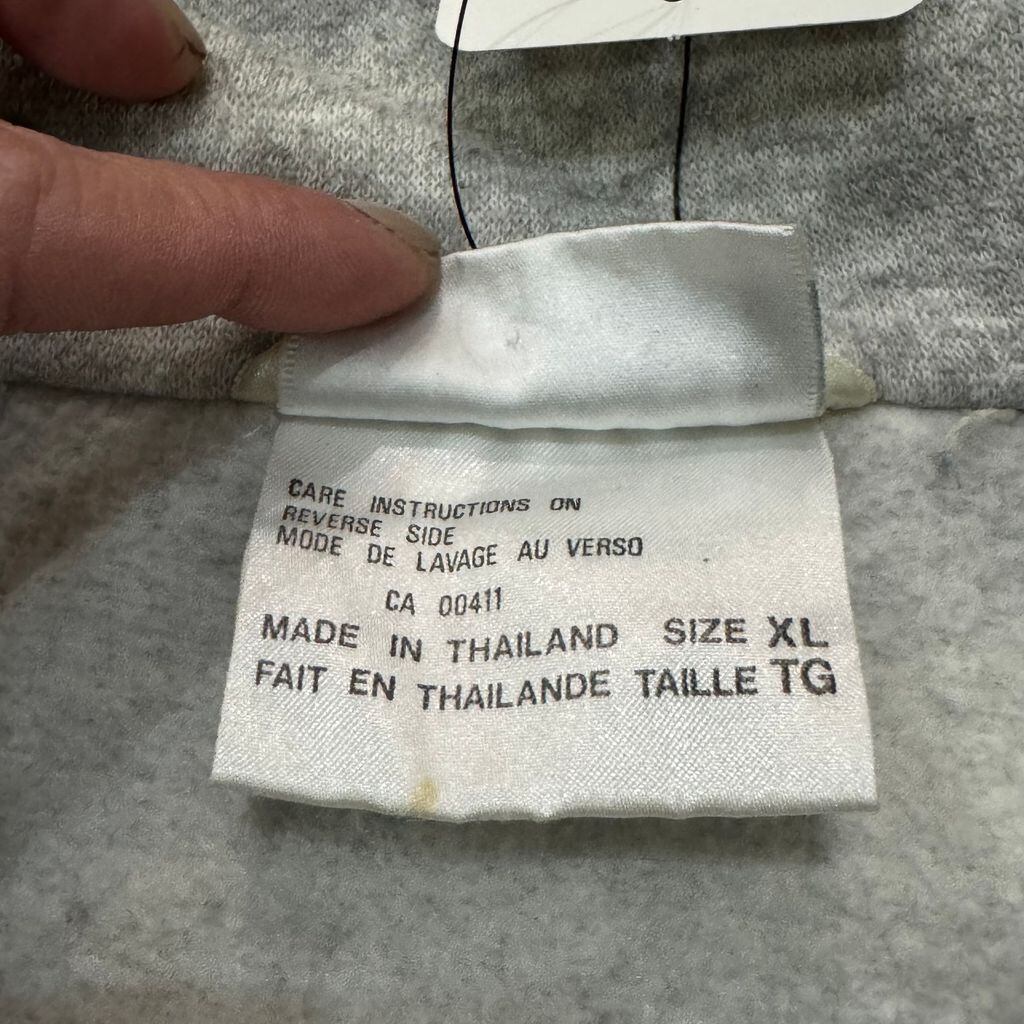 CARE INSTRUCTIONS ON
REVERSE SIDE
MODE DE LAVAGE AU VERSO
CA 00411
MADE IN THAILAND SIZE XL
FAIT EN THAILANDE TAILLE TG